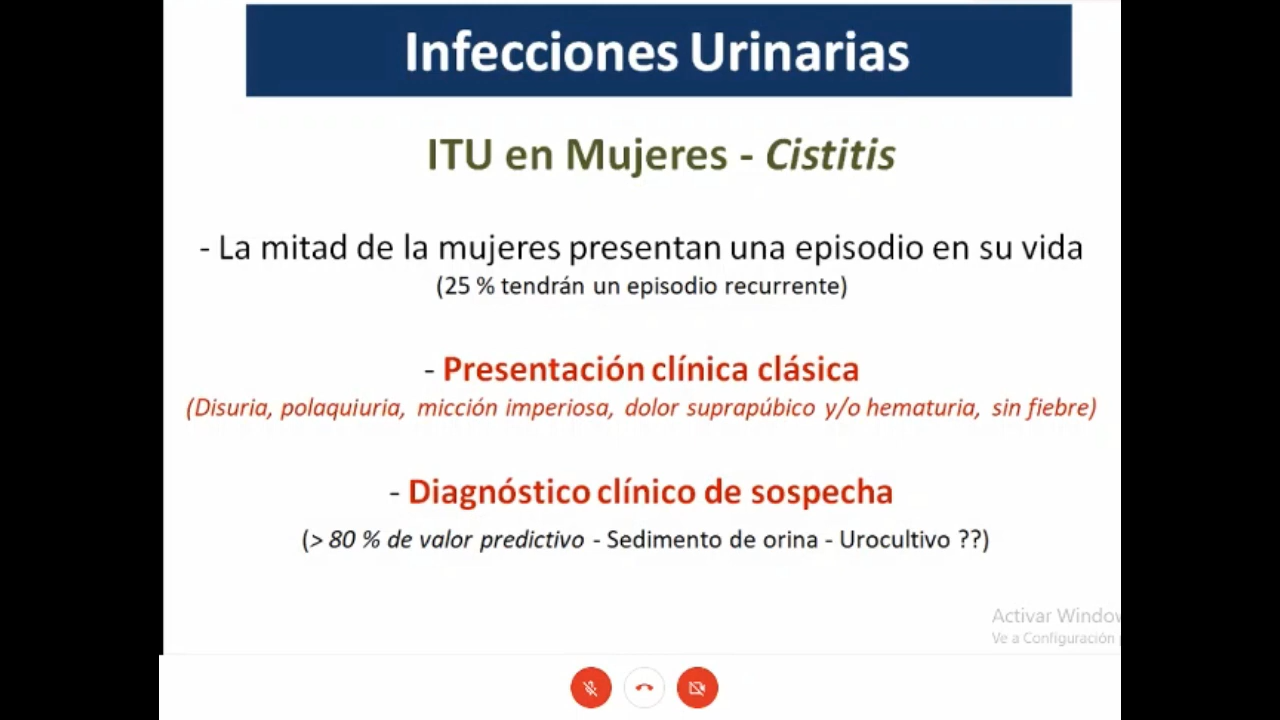 Infecciones Urinarias
ITU en Mujeres - Cistitis
- La mitad de la mujeres presentan una episodio en su vida
(25 % tendrán un episodio recurrente)
- Presentación clínica clásica
(Disuria, polaquiuria, micción imperiosa, dolor suprapúbico y/o hematuria, sin fiebre)
- Diagnóstico clínico de sospecha
(> 80 % de valor predictivo - Sedimento de orina - Urocultivo ??)
Activar Window
Ve a Configuración